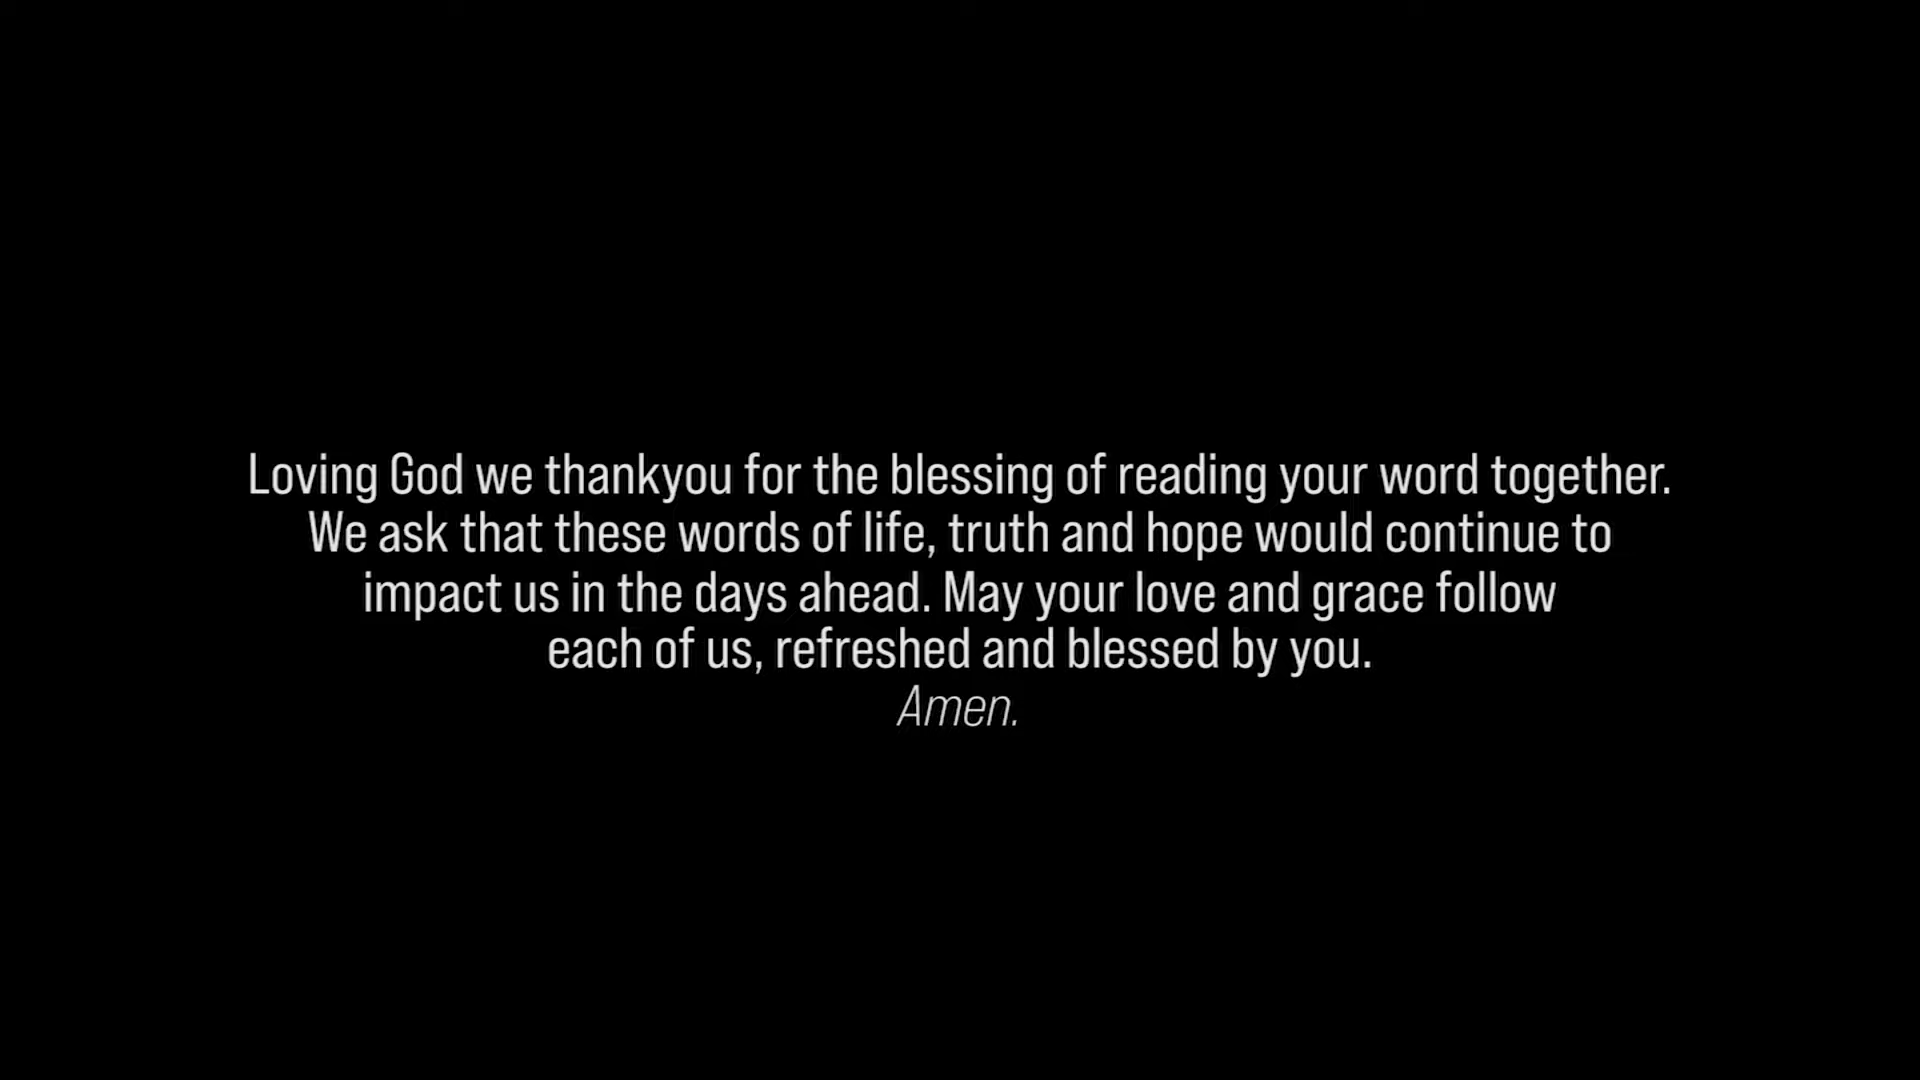 Loving God we thankyou for the blessing of reading your word together.
We ask that these words of life, truth and hope would continue to
impact us in the days ahead. May your love and grace follow
each of us, refreshed and blessed by you.
Amen.